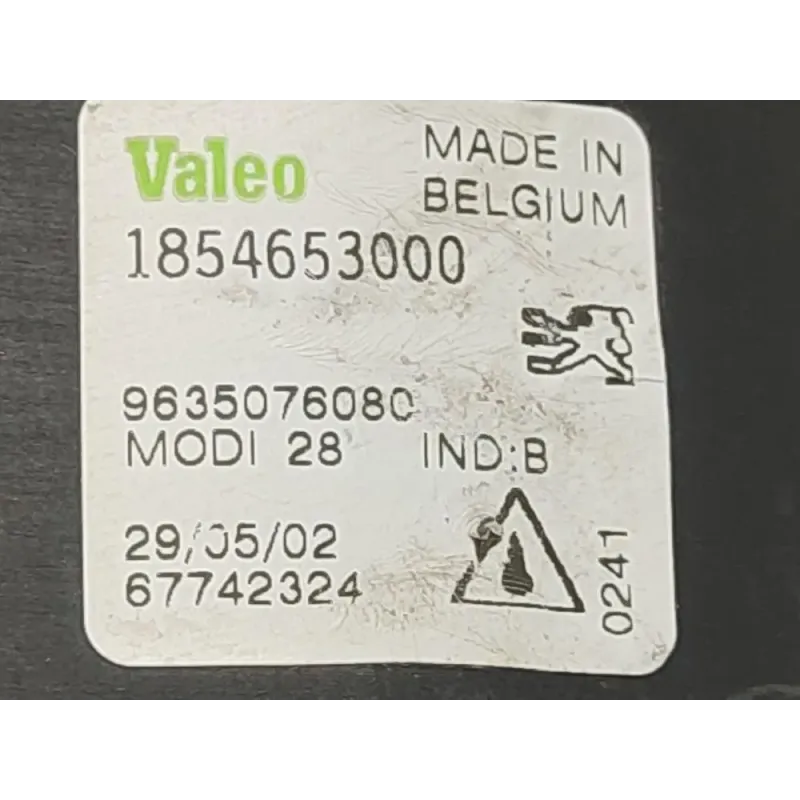 Valeo
MADE IN
BELGIUM
1854653000
9635076080
MODI 28 IND:B
29/05/02
67742324
0241